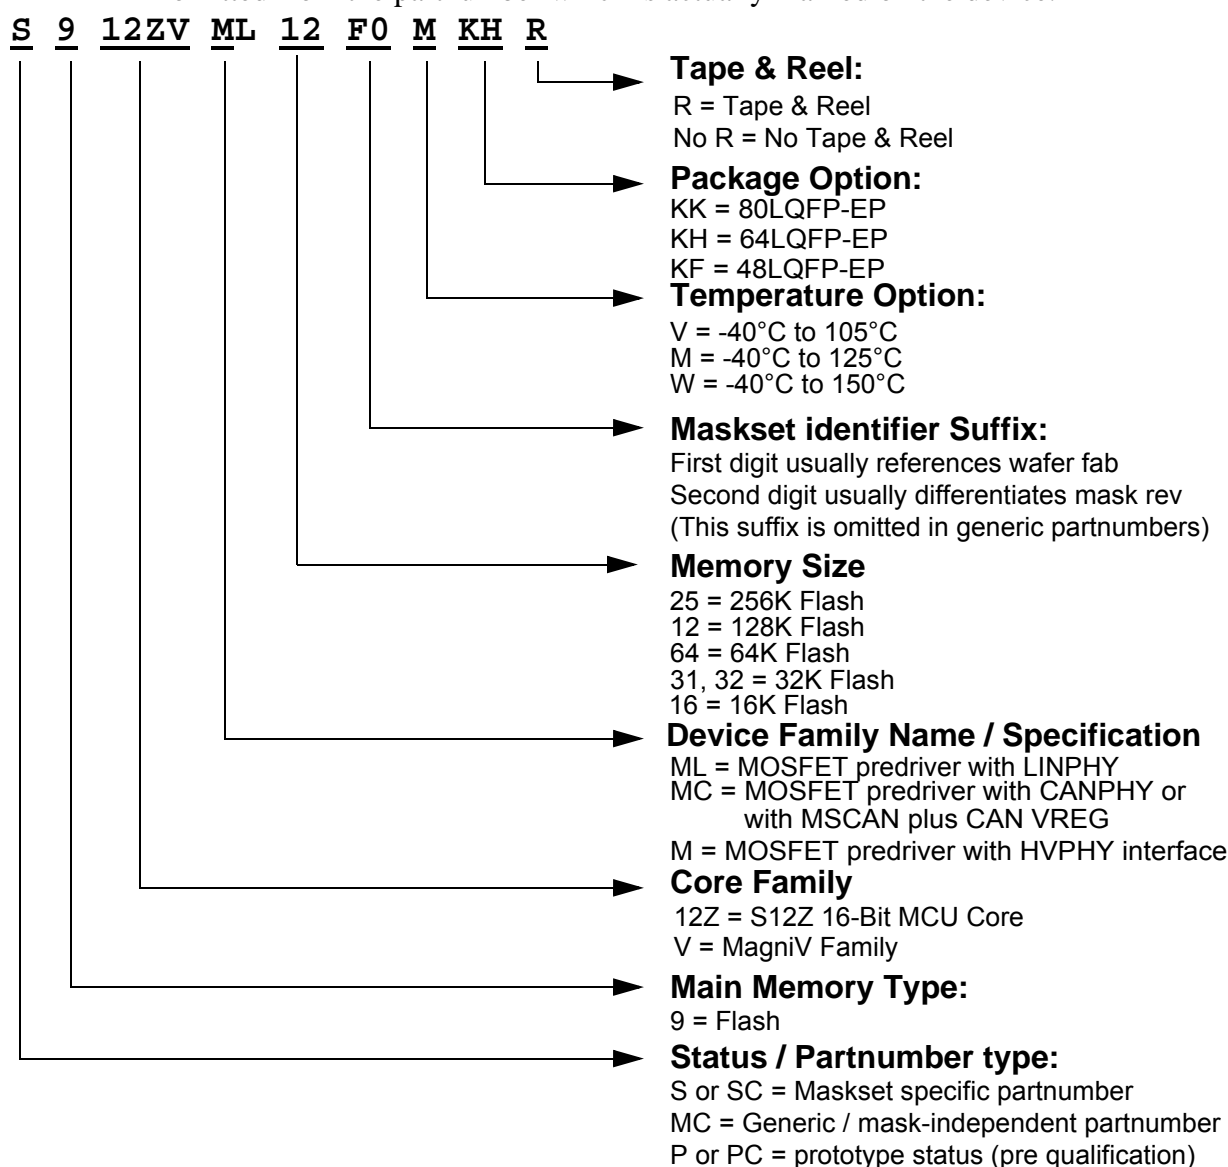 S 9 12ZV ML 12 F0 M KH R
Tape & Reel:
R = Tape & Reel
No R = No Tape & Reel
Package Option:
KK = 80LQFP-EP
KH = 64LQFP-EP
KF = 48LQFP-EP
Temperature Option:
V = -40°C to 105°C
M = -40°C to 125°C
W = -40°C to 150°C
Maskset identifier Suffix:
First digit usually references wafer fab
Second digit usually differentiates mask rev
(This suffix is omitted in generic partnumbers)
Memory Size
25 = 256K Flash
12 = 128K Flash
64 = 64K Flash
31, 32 = 32K Flash
16 = 16K Flash
Device Family Name / Specification
ML = MOSFET predriver with LINPHY
MC = MOSFET predriver with CANPHY or
with MSCAN plus CAN VREG
M = MOSFET predriver with HVPHY interface
Core Family
12Z = S12Z 16-Bit MCU Core
V = MagniV Family
Main Memory Type:
9 = Flash
Status / Partnumber type:
S or SC = Maskset specific partnumber
MC = Generic / mask-independent partnumber
P or PC = prototype status (pre qualification)